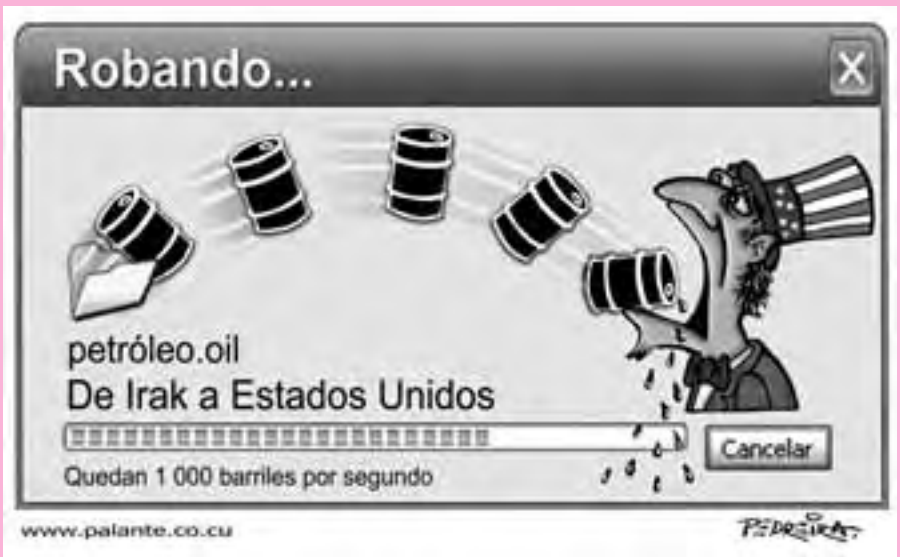 Robando...
X
petróleo.oil
De Irak a Estados Unidos
Cancelar
Quedan 1 000 barriles por segundo
www.palante.co.cu
PEDREIRA